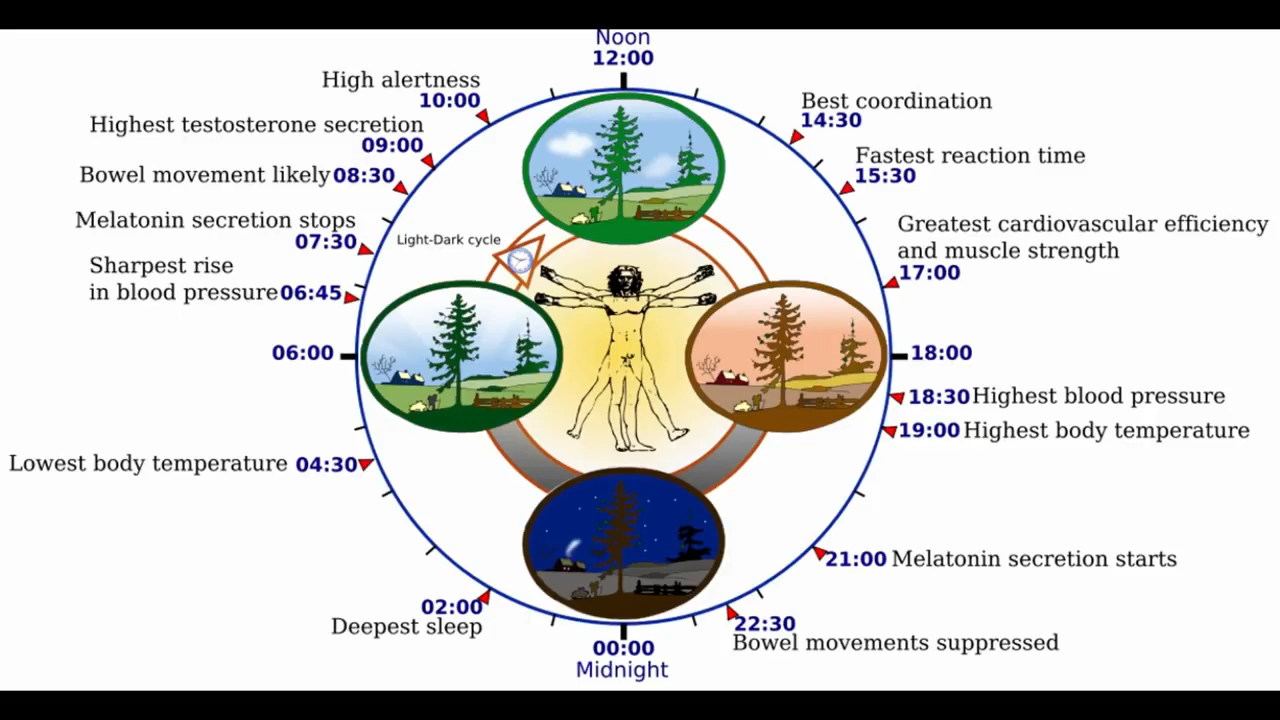 Noon
12:00
High alertness
10:00
Highest testosterone secretion
09:00
Bowel movement likely 08:30
Melatonin secretion stops
07:30
Sharpest rise
in blood pressure 06:45
06:00
Lowest body temperature 04:30
02:00
Deepest sleep
00:00
Midnight
Light-Dark cycle
Best coordination
14:30
Fastest reaction time
15:30
Greatest cardiovascular efficiency
and muscle strength
17:00
18:00
18:30 Highest blood pressure
19:00 Highest body temperature
21:00 Melatonin secretion starts
22:30
Bowel movements suppressed